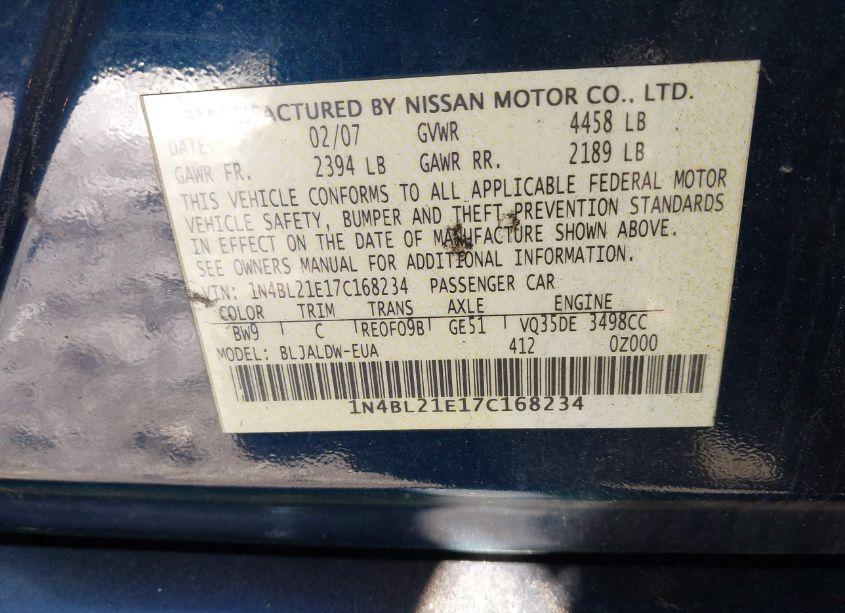 MANUFACTURED BY NISSAN MOTOR CO., LTD.
DATE: 02/07 GVWR 4458 LB
GAWR FR. 2394 LB GAWR RR. 2189 LB
THIS VEHICLE CONFORMS TO ALL APPLICABLE FEDERAL MOTOR
VEHICLE SAFETY, BUMPER AND THEFT PREVENTION STANDARDS
IN EFFECT ON THE DATE OF MANUFACTURE SHOWN ABOVE.
SEE OWNERS MANUAL FOR ADDITIONAL INFORMATION.
VIN: 1N4BL21E17C168234 PASSENGER CAR
COLOR TRIM TRANS AXLE ENGINE
BW9 C RE0F09B GE51 VQ35DE 3498CC
MODEL: BLJALDW-EUA 412 0Z000
1N4BL21E17C168234